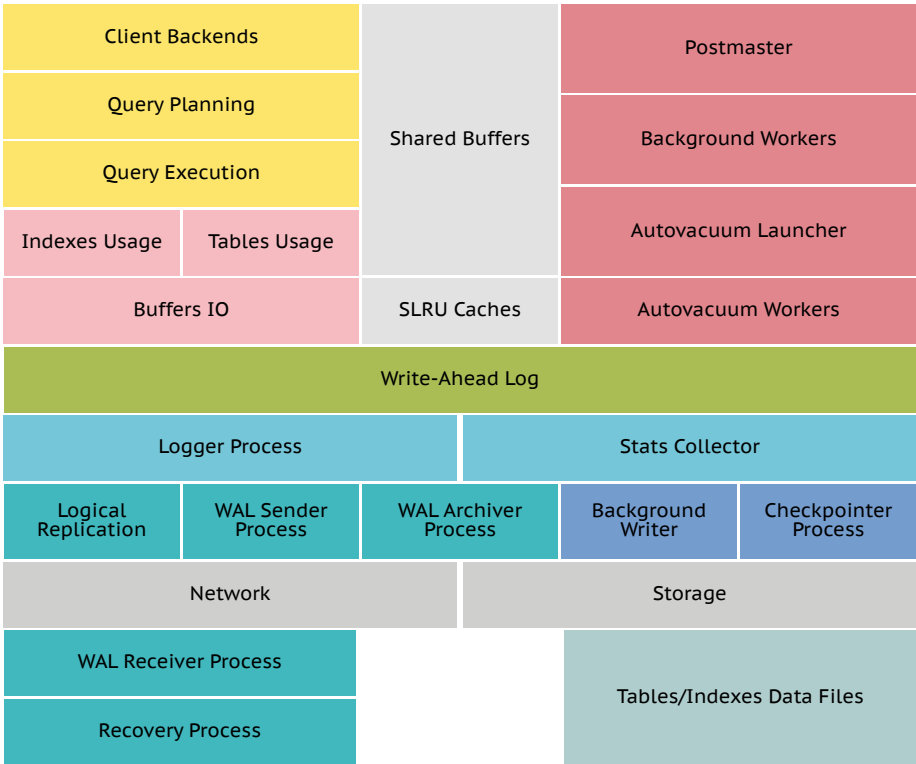 Client Backends
Query Planning
Query Execution
Indexes Usage
Tables Usage
Buffers IO
Shared Buffers
SLRU Caches
Postmaster
Background Workers
Autovacuum Launcher
Autovacuum Workers
Write-Ahead Log
Logger Process
Stats Collector
Logical
Replication
WAL Sender
Process
WAL Archiver
Process
Background
Writer
Checkpointer
Process
Network
Storage
WAL Receiver Process
Recovery Process
Tables/Indexes Data Files